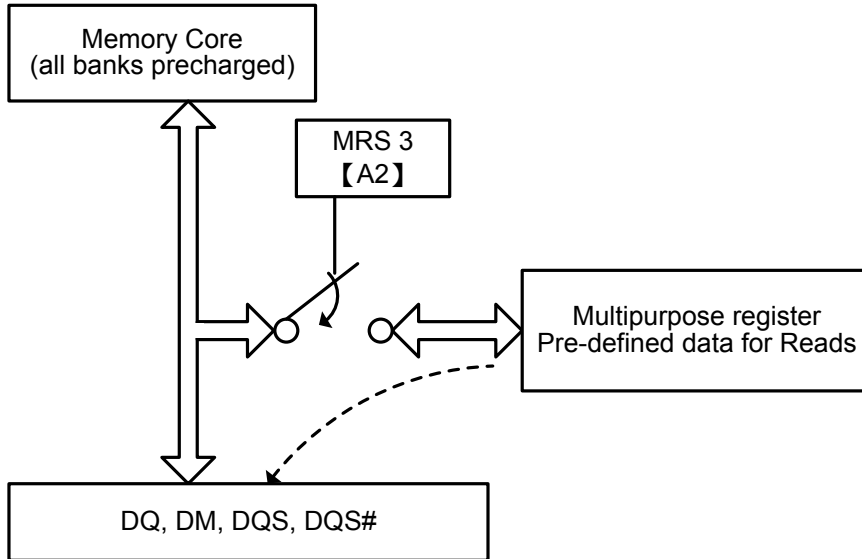 Memory Core
(all banks precharged)
MRS 3
【A2】
Multipurpose register
Pre-defined data for Reads
DQ, DM, DQS, DQS#